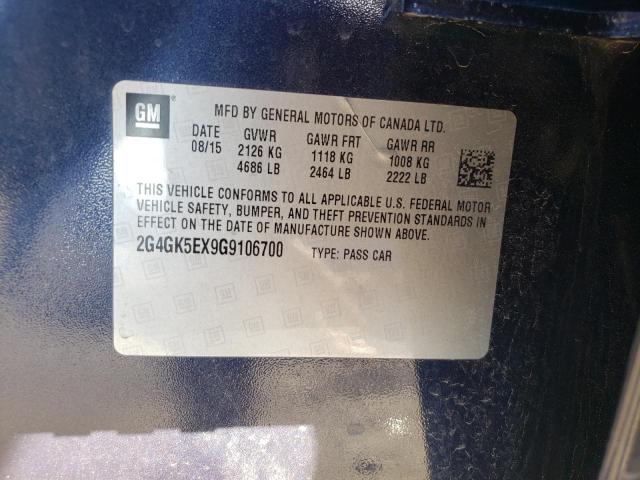 GM
MFD BY GENERAL MOTORS OF CANADA LTD.
DATE GVWR GAWR FRT GAWR RR
08/15 2126 KG 1118 KG 1008 KG
4686 LB 2464 LB 2222 LB
THIS VEHICLE CONFORMS TO ALL APPLICABLE U.S. FEDERAL MOTOR
VEHICLE SAFETY, BUMPER, AND THEFT PREVENTION STANDARDS IN
EFFECT ON THE DATE OF MANUFACTURE SHOWN ABOVE.
2G4GK5EX9G9106700 TYPE: PASS CAR